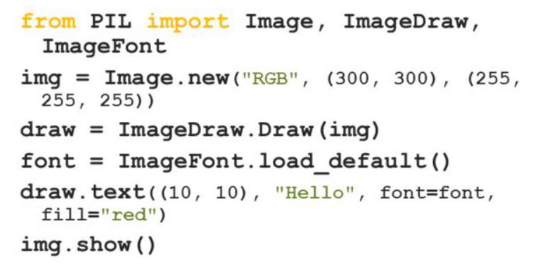 from PIL import Image, ImageDraw,
ImageFont
img = Image.new("RGB", (300, 300), (255,
255, 255))
draw = ImageDraw.Draw(img)
font = ImageFont.load_default()
draw.text((10, 10), "Hello", font=font,
fill="red")
img.show()